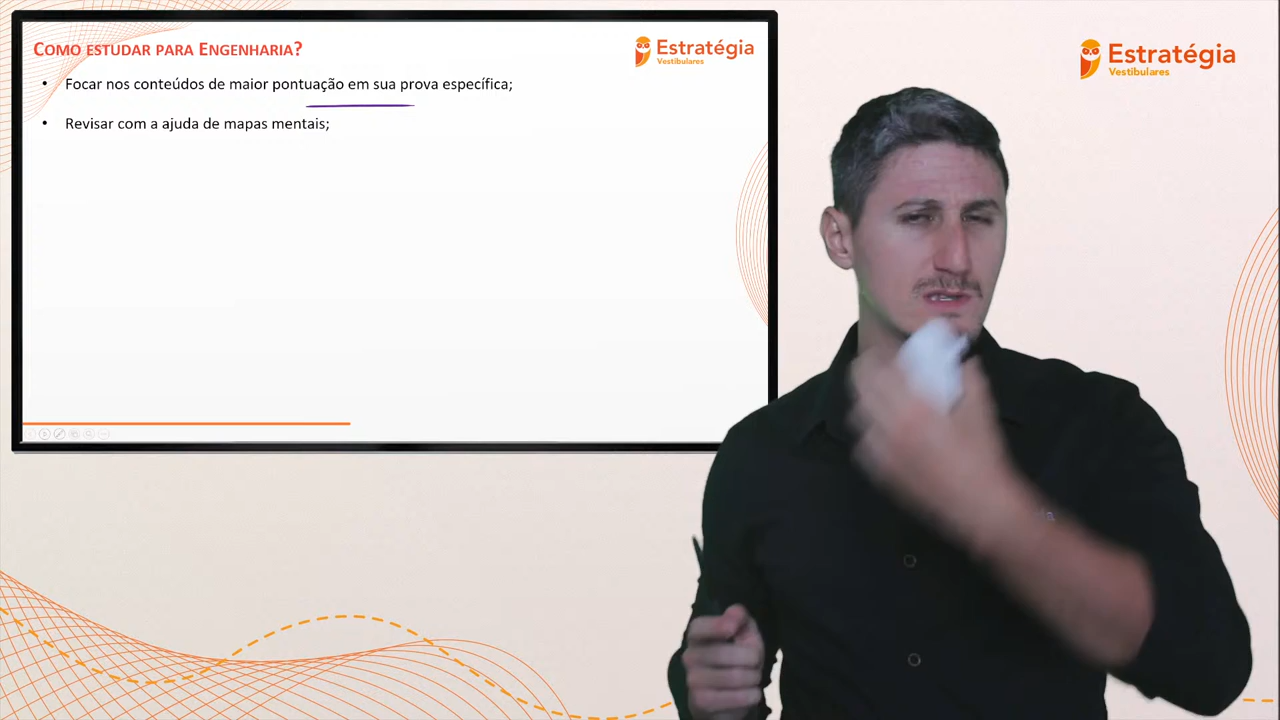 COMO ESTUDAR PARA ENGENHARIA?
Estratégia
Vestibulares
• Focar nos conteúdos de maior pontuação em sua prova específica;
• Revisar com a ajuda de mapas mentais;
Estratégia
Vestibulares